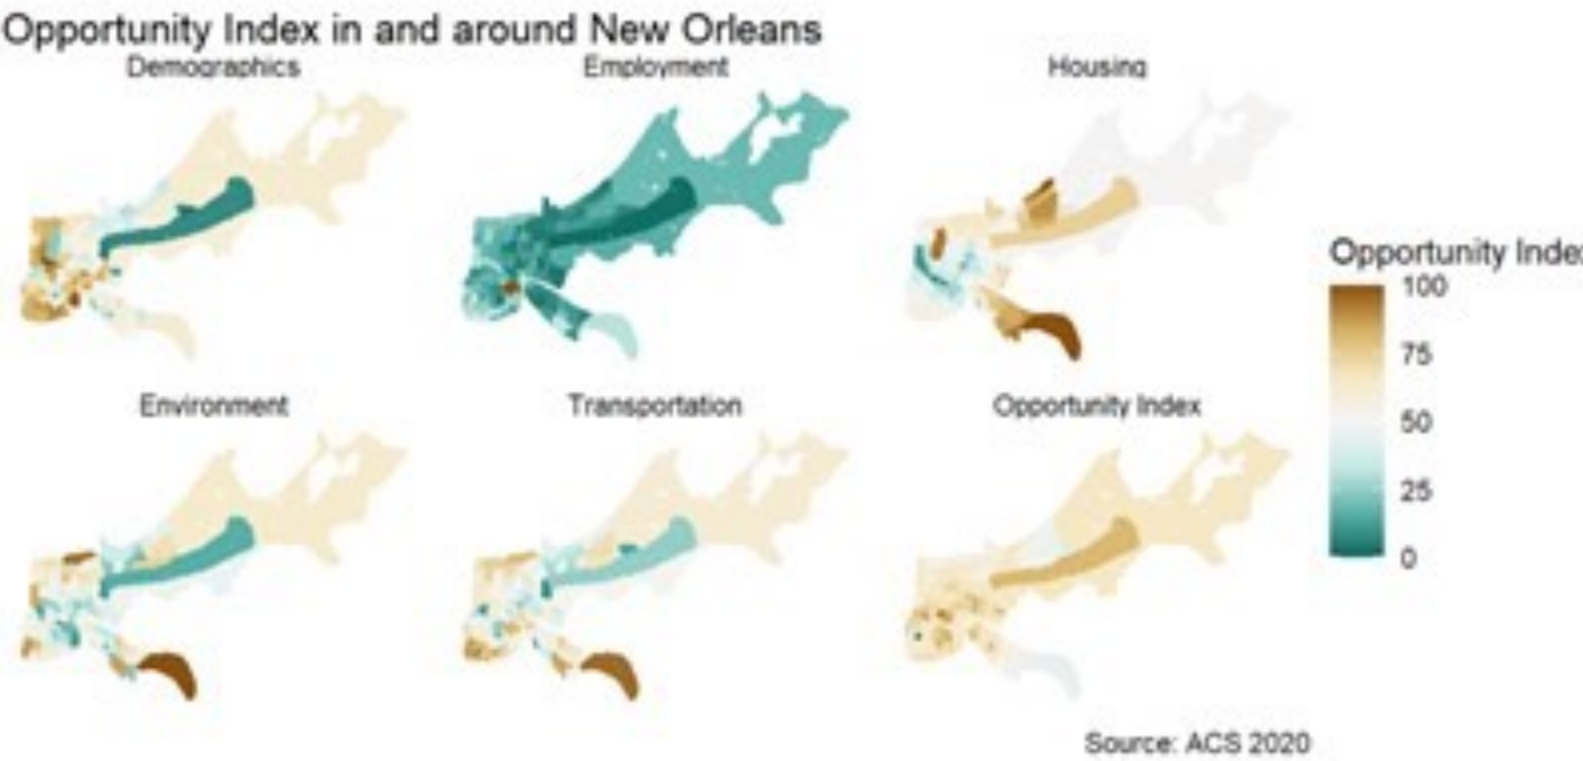 Opportunity Index in and around New Orleans
Demographics
Employment
Housing
Environment
Transportation
Opportunity Index
Opportunity Inde
100
75
50
25
0
Source: ACS 2020